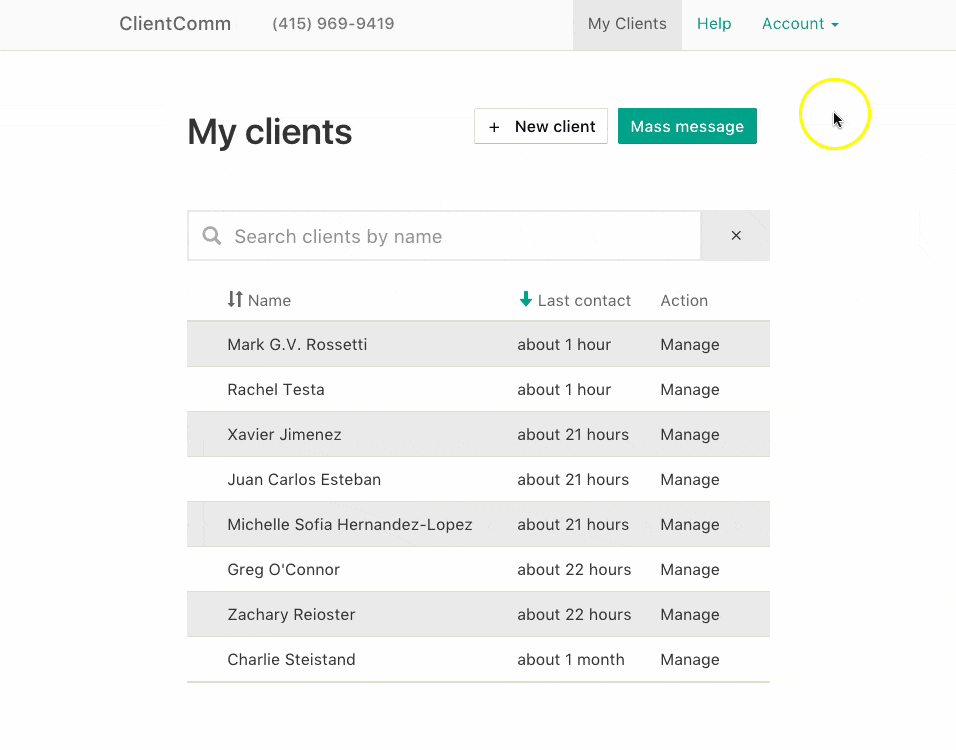 ClientComm (415) 969-9419 My Clients Help Account
My clients + New client Mass message
Search clients by name ×
Name Last contact Action
Mark G.V. Rossetti about 1 hour Manage
Rachel Testa about 1 hour Manage
Xavier Jimenez about 21 hours Manage
Juan Carlos Esteban about 21 hours Manage
Michelle Sofia Hernandez-Lopez about 21 hours Manage
Greg O'Connor about 22 hours Manage
Zachary Reioster about 22 hours Manage
Charlie Steistand about 1 month Manage